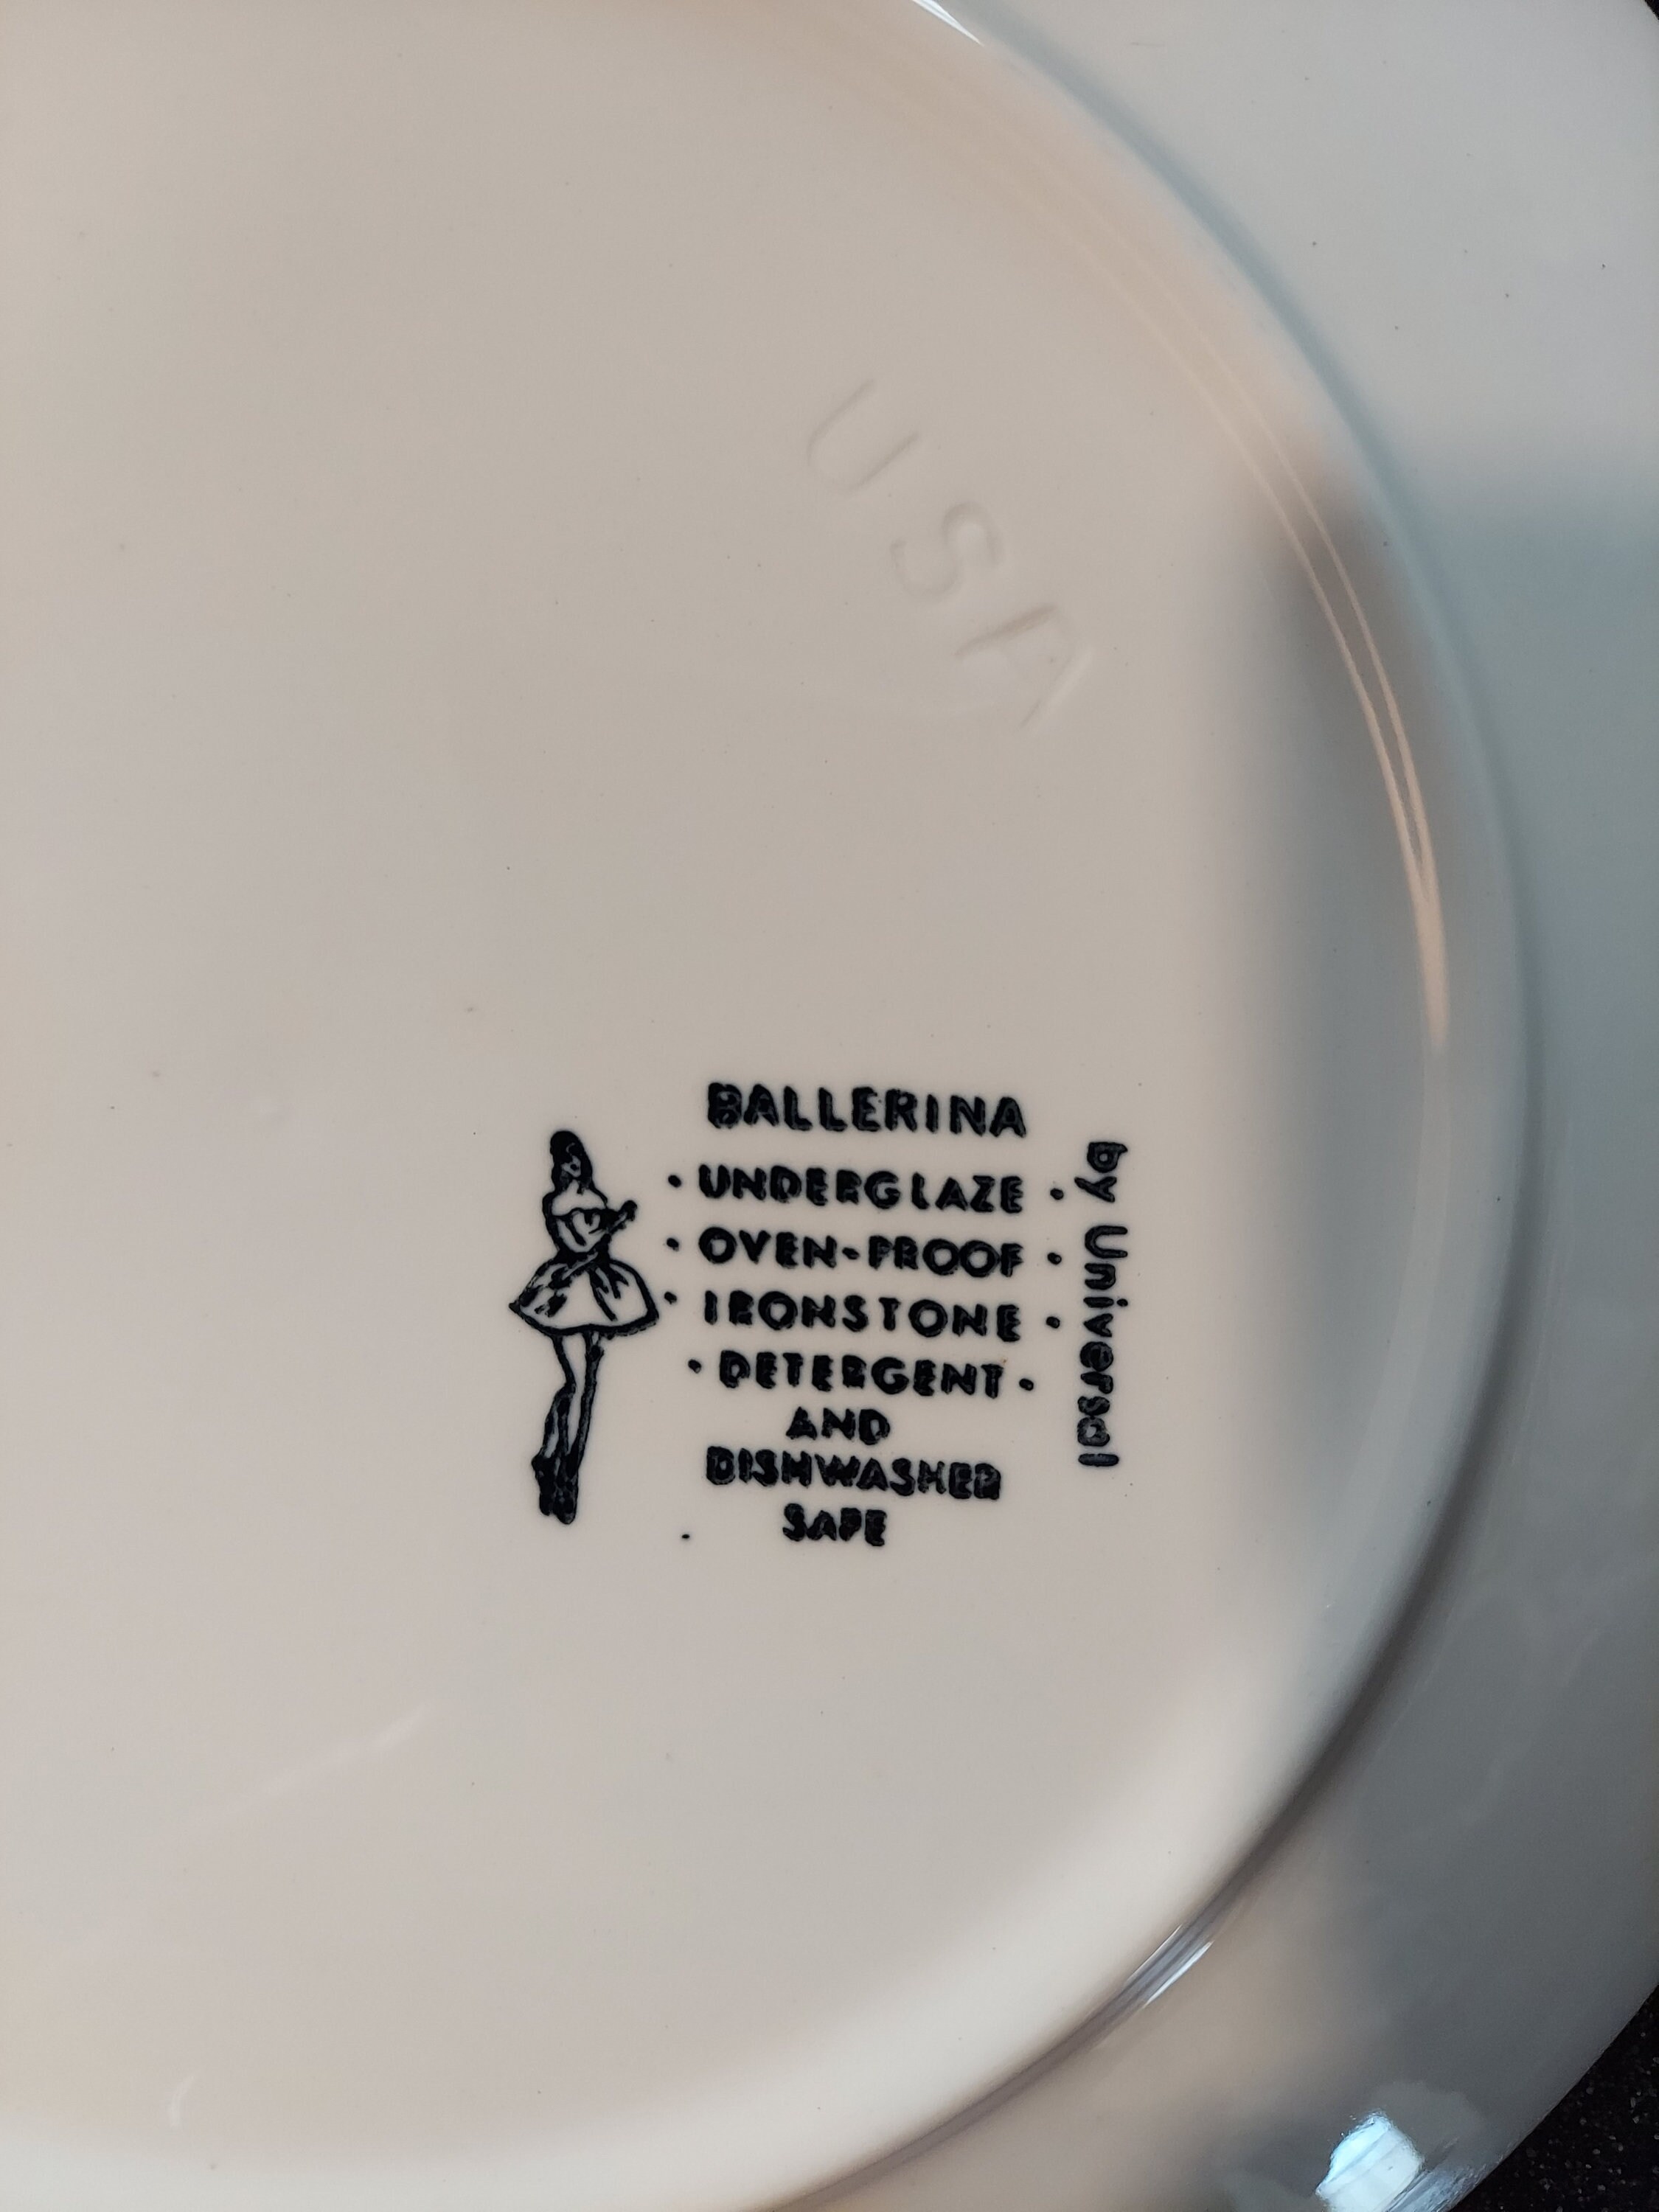 USA
BALLERINA
· UNDERGLAZE ·
· OVEN-PROOF ·
· IRONSTONE ·
· DETERGENT ·
AND
DISHWASHER
SAFE
by Universal